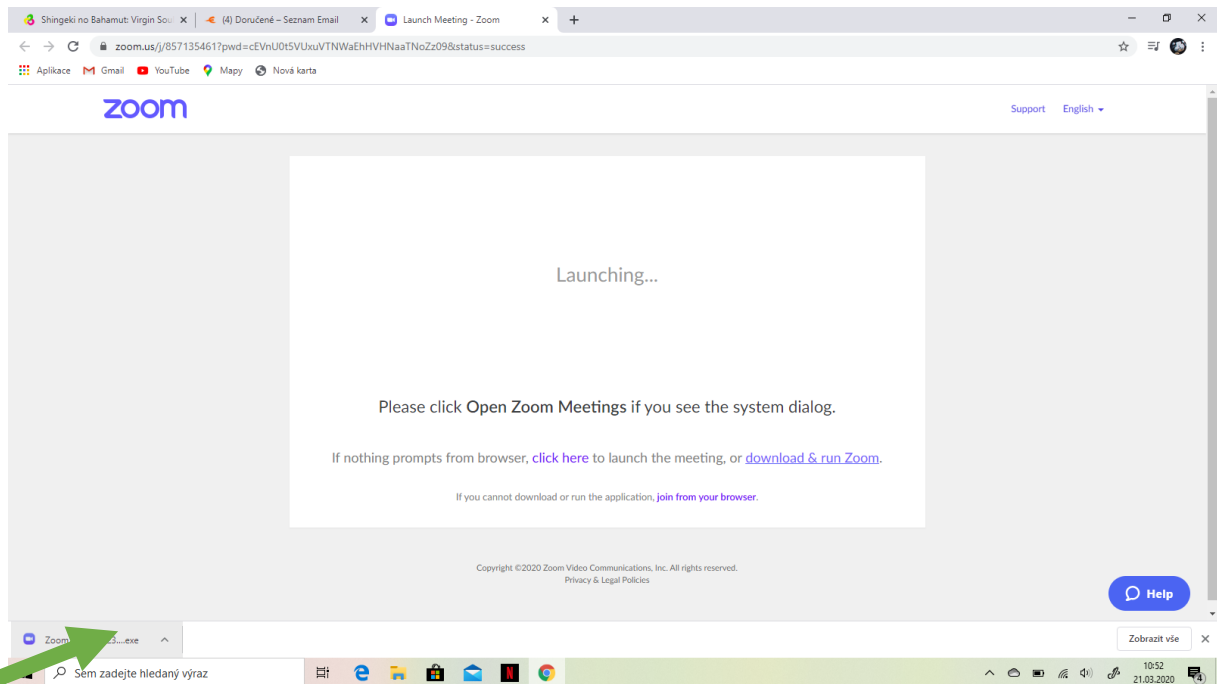 Shingeki no Bahamut: Virgin Sou
(4) Doručené – Seznam Email
Launch Meeting - Zoom
zoom.us/j/857135461?pwd=cEVnU0t5VUxuVTNWaEhHVHNaaTNoZz09&status=success
Aplikace Gmail YouTube Mapy Nová karta
zoom
Support English
Launching...
Please click Open Zoom Meetings if you see the system dialog.
If nothing prompts from browser, click here to launch the meeting, or download & run Zoom.
If you cannot download or run the application, join from your browser.
Copyright ©2020 Zoom Video Communications, Inc. All rights reserved.
Privacy & Legal Policies
Help
Zoom 3....exe
Zobrazit vše
Sem zadejte hledaný výraz
10:52
21.03.2020
4